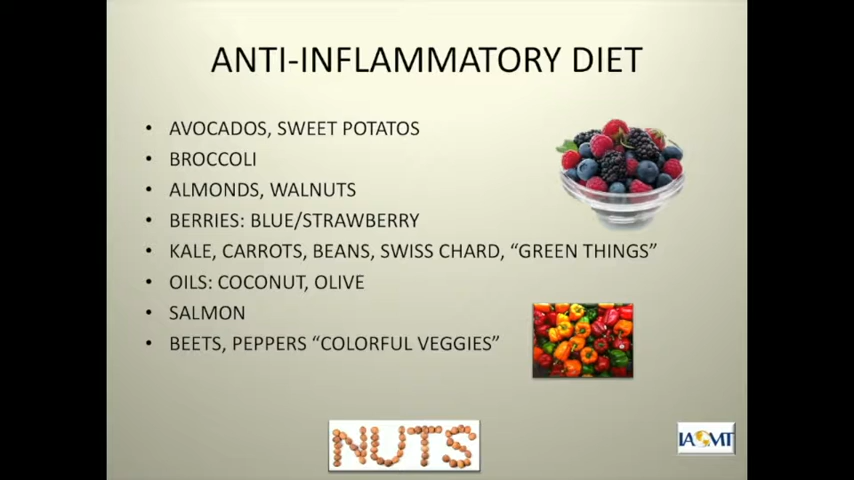 ANTI-INFLAMMATORY DIET
• AVOCADOS, SWEET POTATOS
• BROCCOLI
• ALMONDS, WALNUTS
• BERRIES: BLUE/STRAWBERRY
• KALE, CARROTS, BEANS, SWISS CHARD, “GREEN THINGS”
• OILS: COCONUT, OLIVE
• SALMON
• BEETS, PEPPERS “COLORFUL VEGGIES”
NUTS
IAOMT